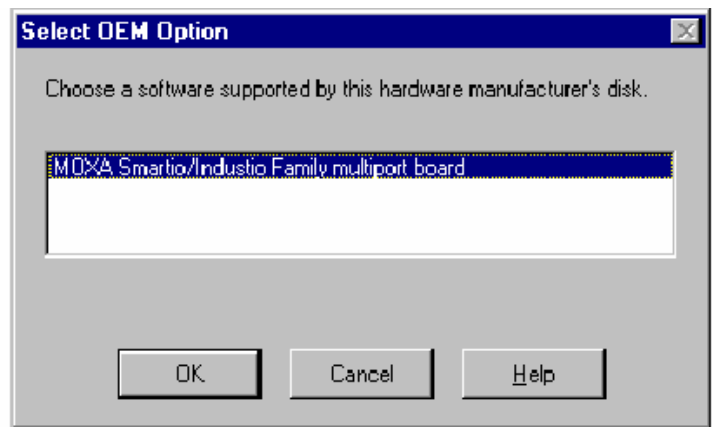 Select OEM Option
Choose a software supported by this hardware manufacturer's disk.
MOXA Smartio/Industio Family multiport board
OK
Cancel
Help